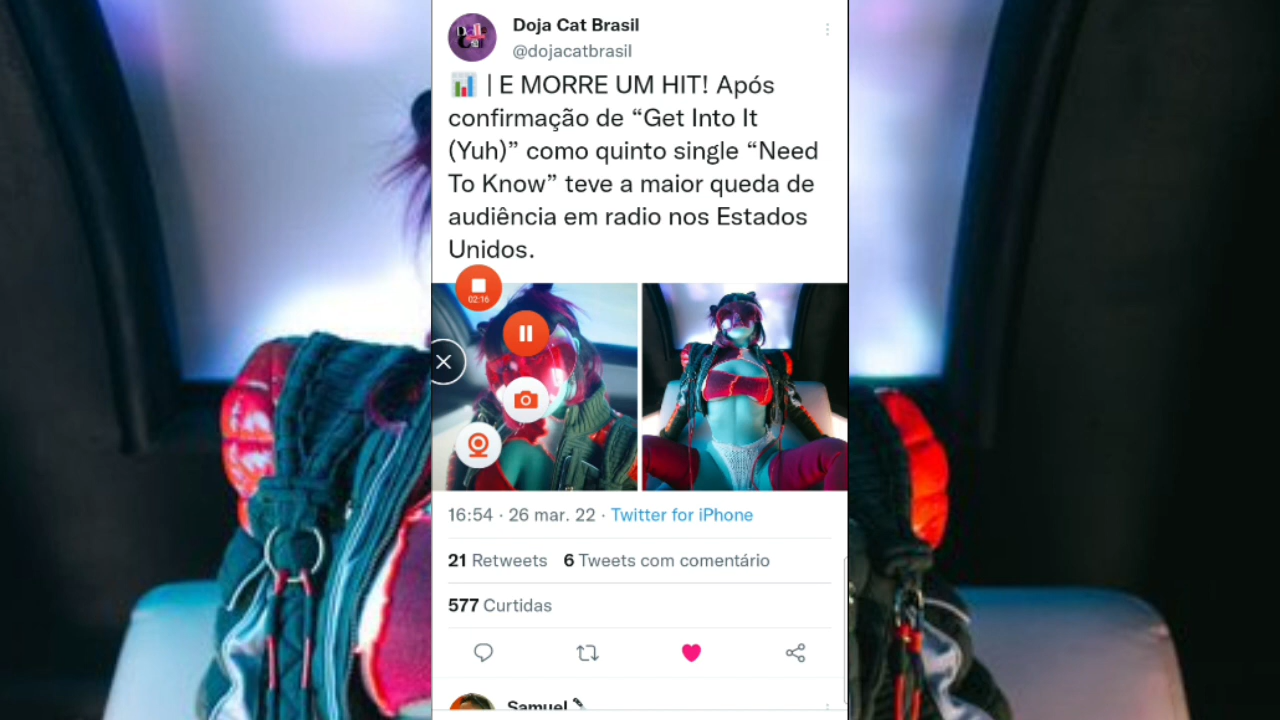 Doja Cat Brasil
@dojacatbrasil
📊 | E MORRE UM HIT! Após
confirmação de “Get Into It
(Yuh)” como quinto single “Need
To Know” teve a maior queda de
audiência em radio nos Estados
Unidos.
02:16
16:54 · 26 mar. 22 · Twitter for iPhone
21 Retweets 6 Tweets com comentário
577 Curtidas
Samuel